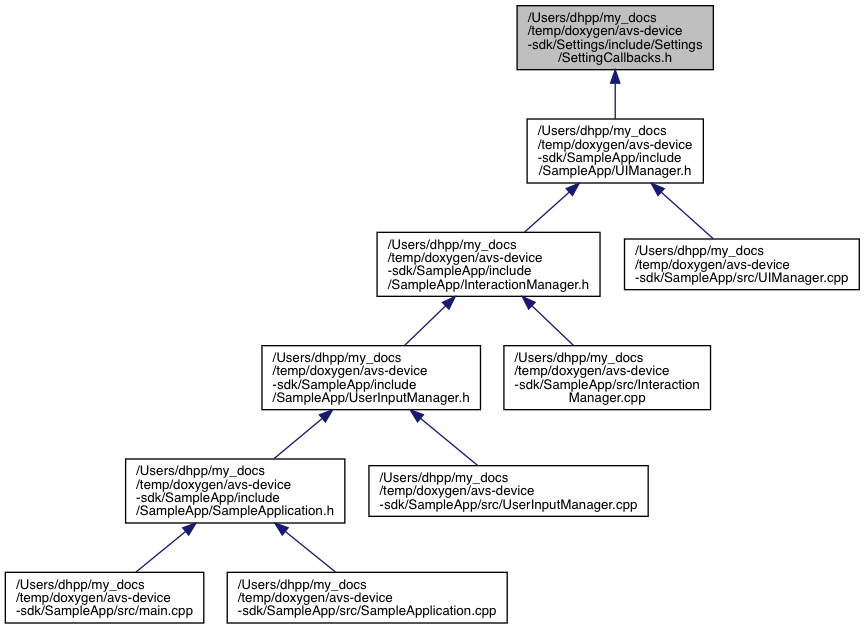 /Users/dhpp/my_docs
/temp/doxygen/avs-device
-sdk/Settings/include/Settings
/SettingCallbacks.h
/Users/dhpp/my_docs
/temp/doxygen/avs-device
-sdk/SampleApp/include
/SampleApp/UIManager.h
/Users/dhpp/my_docs
/temp/doxygen/avs-device
-sdk/SampleApp/include
/SampleApp/InteractionManager.h
/Users/dhpp/my_docs
/temp/doxygen/avs-device
-sdk/SampleApp/src/UIManager.cpp
/Users/dhpp/my_docs
/temp/doxygen/avs-device
-sdk/SampleApp/include
/SampleApp/UserInputManager.h
/Users/dhpp/my_docs
/temp/doxygen/avs-device
-sdk/SampleApp/src/Interaction
Manager.cpp
/Users/dhpp/my_docs
/temp/doxygen/avs-device
-sdk/SampleApp/include
/SampleApp/SampleApplication.h
/Users/dhpp/my_docs
/temp/doxygen/avs-device
-sdk/SampleApp/src/UserInputManager.cpp
/Users/dhpp/my_docs
/temp/doxygen/avs-device
-sdk/SampleApp/src/main.cpp
/Users/dhpp/my_docs
/temp/doxygen/avs-device
-sdk/SampleApp/src/SampleApplication.cpp